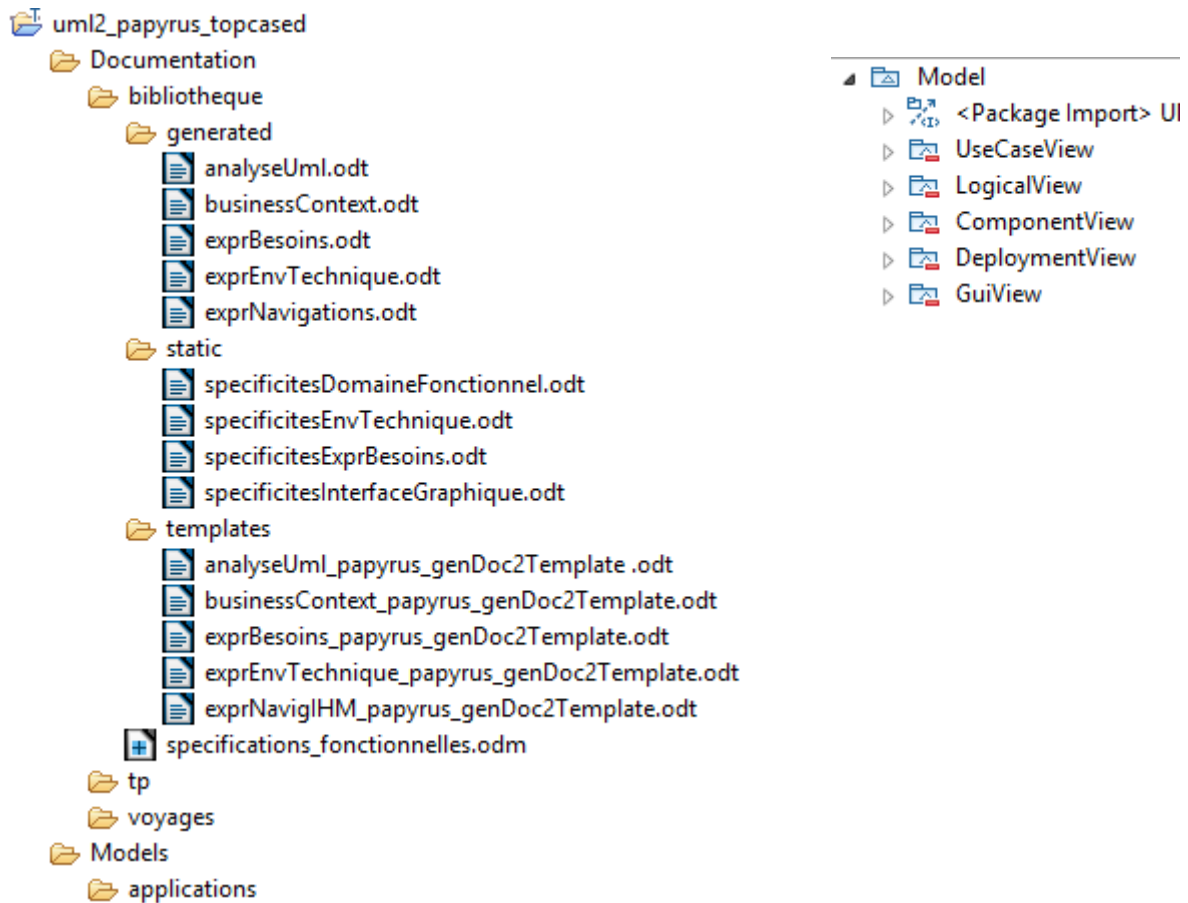 uml2_papyrus_topcased
Documentation
bibliotheque
generated
analyseUml.odt
businessContext.odt
exprBesoins.odt
exprEnvTechnique.odt
exprNavigations.odt
static
specificitesDomaineFonctionnel.odt
specificitesEnvTechnique.odt
specificitesExprBesoins.odt
specificitesInterfaceGraphique.odt
templates
analyseUml_papyrus_genDoc2Template .odt
businessContext_papyrus_genDoc2Template.odt
exprBesoins_papyrus_genDoc2Template.odt
exprEnvTechnique_papyrus_genDoc2Template.odt
exprNavigIHM_papyrus_genDoc2Template.odt
specifications_fonctionnelles.odm
tp
voyages
Models
applications
Model
<Package Import>
UseCaseView
LogicalView
ComponentView
DeploymentView
GuiView